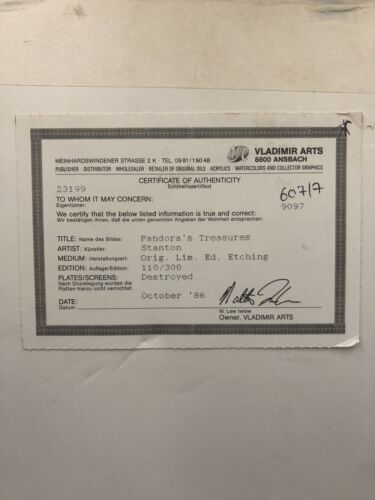 MEINHARDSWINDENER STRASSE 2 K · TEL. 09 81 / 1 60 48
VLADIMIR ARTS
8800 ANSBACH
PUBLISHER · DISTRIBUTOR · WHOLESALER · RETAILER OF ORIGINAL OILS · ACRYLICS · WATERCOLORS AND COLLECTOR GRAPHICS
CERTIFICATE OF AUTHENTICITY
Echtheitszertifikat
23199
60717
TO WHOM IT MAY CONCERN:
Eigentümer:
9097
We certify that the below listed information is true and correct:
Wir bestätigen Ihnen, daß die unten genannten Angaben der Wahrheit entsprechen:
TITLE: Name des Bildes: Pandora's Treasures
ARTIST: Künstler: Stanton
MEDIUM: Herstellungsart: Orig. Lim. Ed. Etching
EDITION: Auflage/Edition: 110/300
PLATES/SCREENS: Destroyed
Nach Drucklegung wurden die
Platten hierzu nicht vernichtet.
DATE: October '86
Datum:
W. Lew Iwlew
Owner, VLADIMIR ARTS